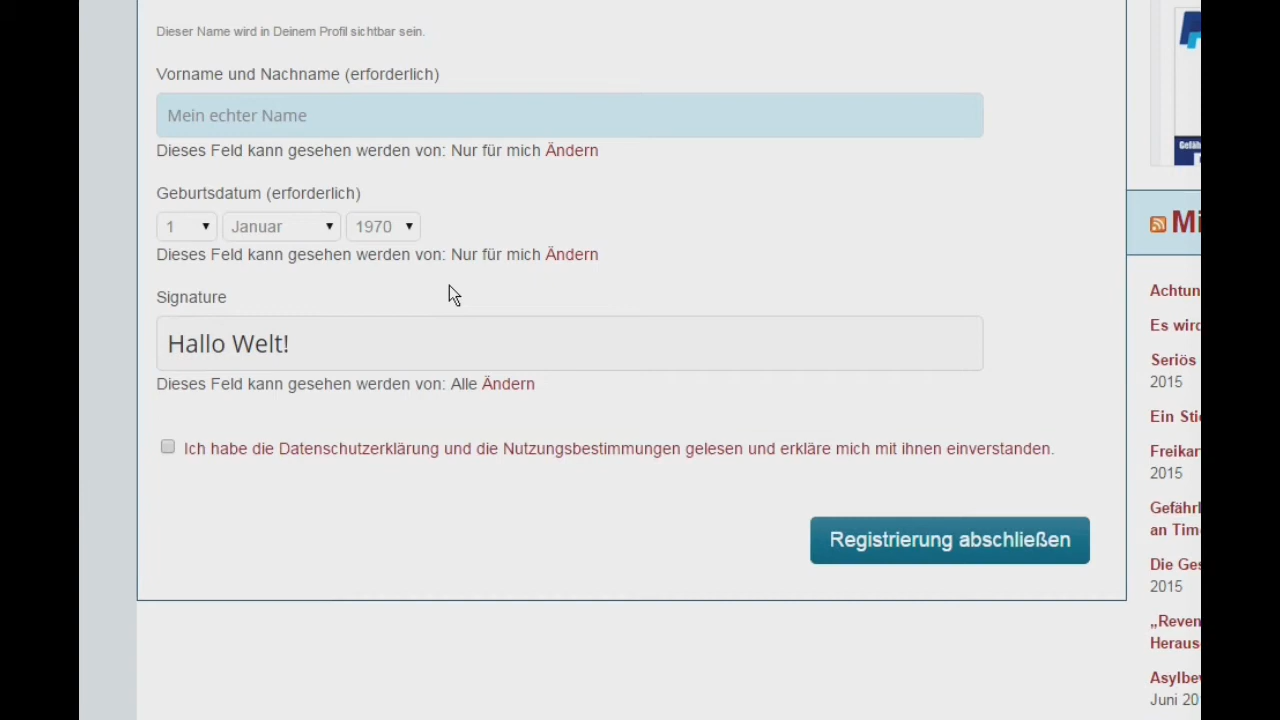 Dieser Name wird in Deinem Profil sichtbar sein.
Vorname und Nachname (erforderlich)
Mein echter Name
Dieses Feld kann gesehen werden von: Nur für mich Ändern
Geburtsdatum (erforderlich)
1 Januar 1970
Dieses Feld kann gesehen werden von: Nur für mich Ändern
Signature
Hallo Welt!
Dieses Feld kann gesehen werden von: Alle Ändern
Ich habe die Datenschutzerklärung und die Nutzungsbestimmungen gelesen und erkläre mich mit ihnen einverstanden.
Registrierung abschließen
Gefäh
Mi
Achtun
Es wird
Seriös
2015
Ein Sti
Freikar
2015
Gefährl
an Tim
Die Ges
2015
„Reven
Heraus
Asylbe
Juni 20